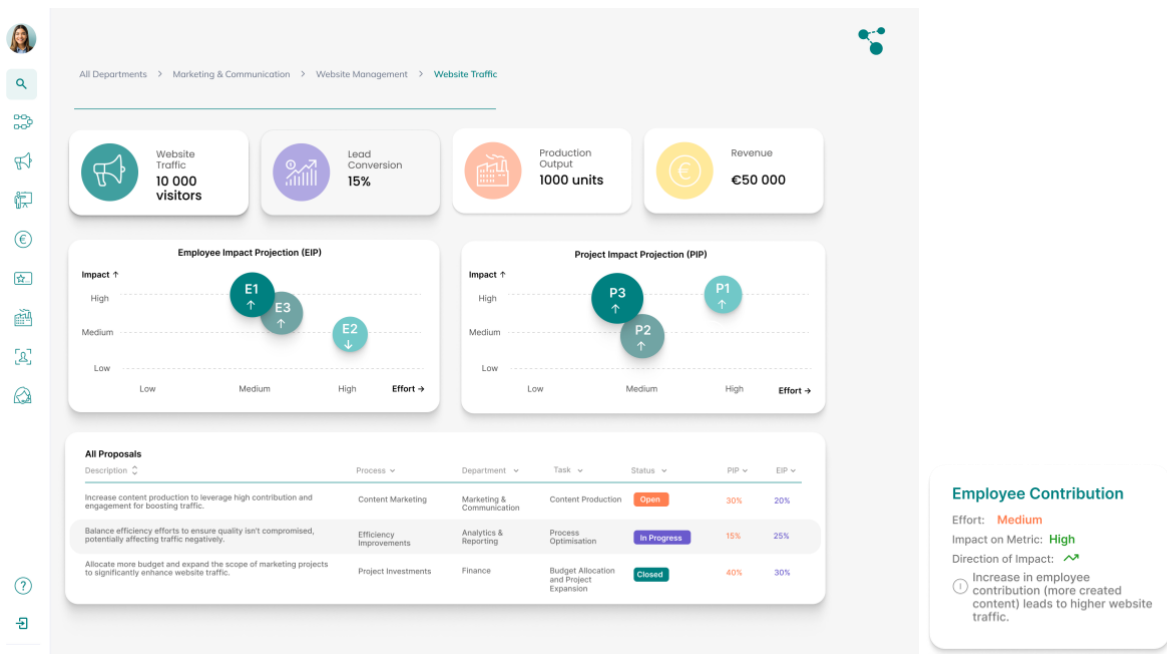 All Departments > Marketing & Communication > Website Management > Website Traffic
Website
Traffic
10 000
visitors
Lead
Conversion
15%
Production
Output
1000 units
Revenue
€50 000
Employee Impact Projection (EIP)
Impact ↑
High
Medium
Low
E1
↑
E3
↑
E2
↓
Low Medium High Effort →
Project Impact Projection (PIP)
Impact ↑
High
Medium
Low
P3
↑
P1
↑
P2
↑
Low Medium High Effort →
All Proposals
Description Process Department Task Status PIP EIP
Increase content production to leverage high contribution and
engagement for boosting traffic.
Content Marketing
Marketing &
Communication
Content Production
Open
30%
20%
Balance efficiency efforts to ensure quality isn't compromised,
potentially affecting traffic negatively.
Efficiency
Improvements
Analytics &
Reporting
Process
Optimisation
In Progress
15%
25%
Allocate more budget and expand the scope of marketing projects
to significantly enhance website traffic.
Project Investments
Finance
Budget Allocation
and Project
Expansion
Closed
40%
30%
Employee Contribution
Effort: Medium
Impact on Metric: High
Direction of Impact:
Increase in employee
contribution (more created
content) leads to higher website
traffic.